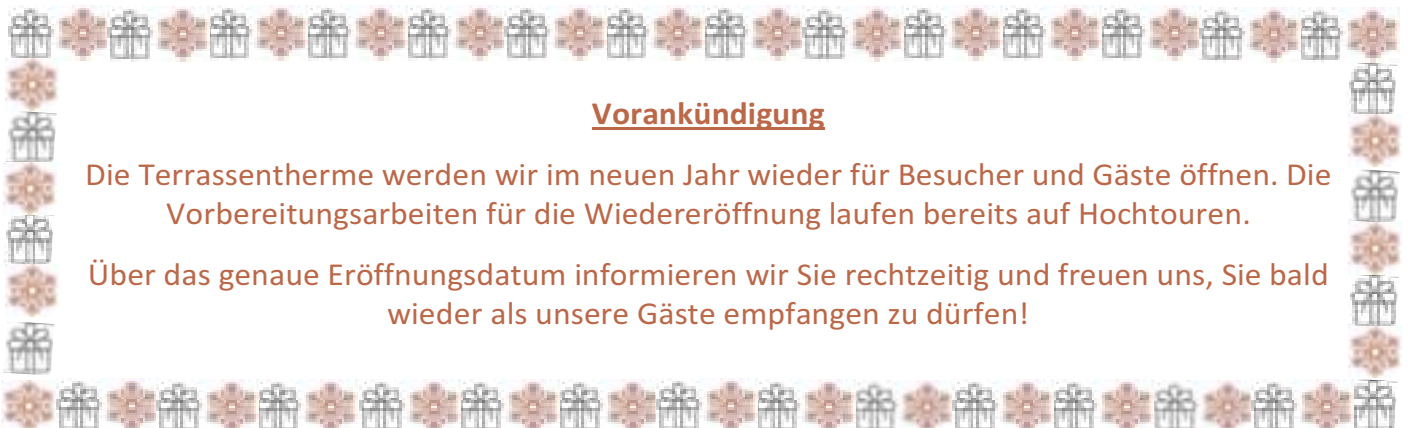 Vorankündigung
Die Terrassentherme werden wir im neuen Jahr wieder für Besucher und Gäste öffnen. Die
Vorbereitungsarbeiten für die Wiedereröffnung laufen bereits auf Hochtouren.
Über das genaue Eröffnungsdatum informieren wir Sie rechtzeitig und freuen uns, Sie bald
wieder als unsere Gäste empfangen zu dürfen!